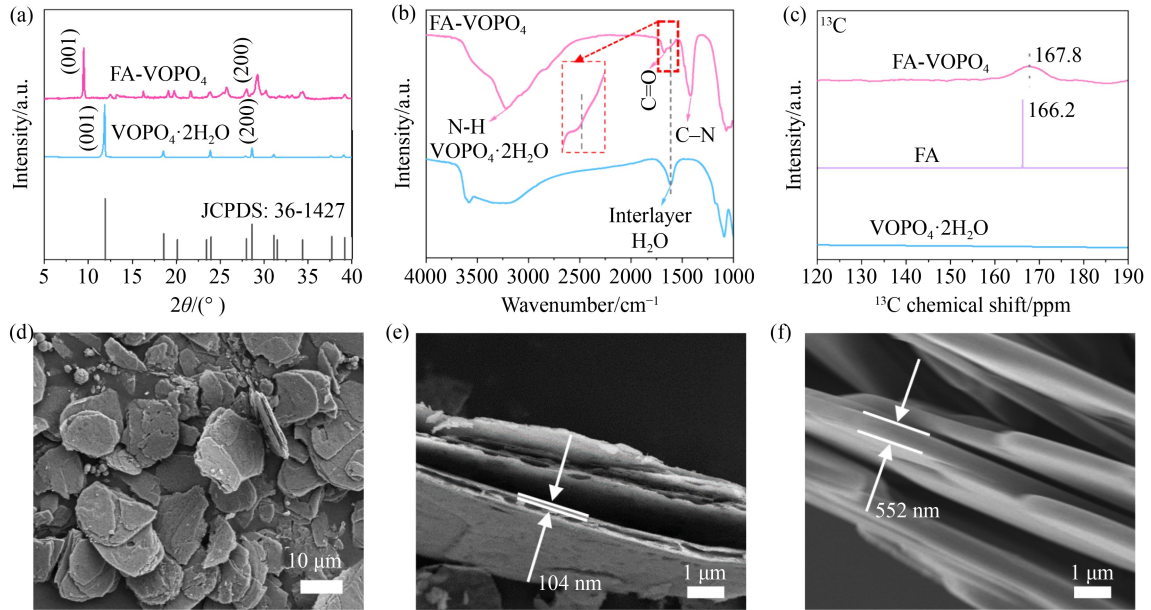 (a)
(001)
FA-VOPO₄
(200)
(001)
VOPO₄·2H₂O
(200)
JCPDS: 36-1427
Intensity/a.u.
5 10 15 20 25 30 35 40
2θ/(°)
(b)
FA-VOPO₄
N-H
C=O
C–N
VOPO₄·2H₂O
Interlayer
H₂O
Intensity/a.u.
4000 3500 3000 2500 2000 1500 1000
Wavenumber/cm⁻¹
(c)
¹³C
FA-VOPO₄
167.8
166.2
FA
VOPO₄·2H₂O
Intensity/a.u.
120 130 140 150 160 170 180 190
¹³C chemical shift/ppm
(d)
10 μm
(e)
104 nm
1 μm
(f)
552 nm
1 μm